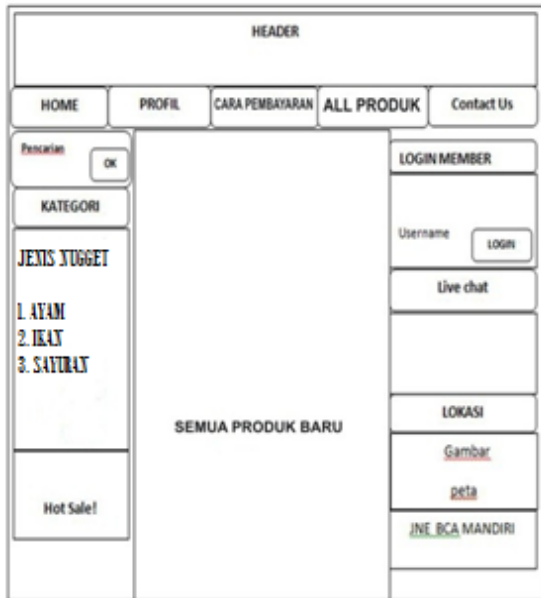 HEADER
HOME
PROFIL
CARA PEMBAYARAN
ALL PRODUK
Contact Us
Pencarian
OK
KATEGORI
JENIS NUGGET
1. AYAM
2. IKAN
3. SAYURAN
Hot Sale!
SEMUA PRODUK BARU
LOGIN MEMBER
Username
LOGIN
Live chat
LOKASI
Gambar
peta
JNE BCA MANDIRI